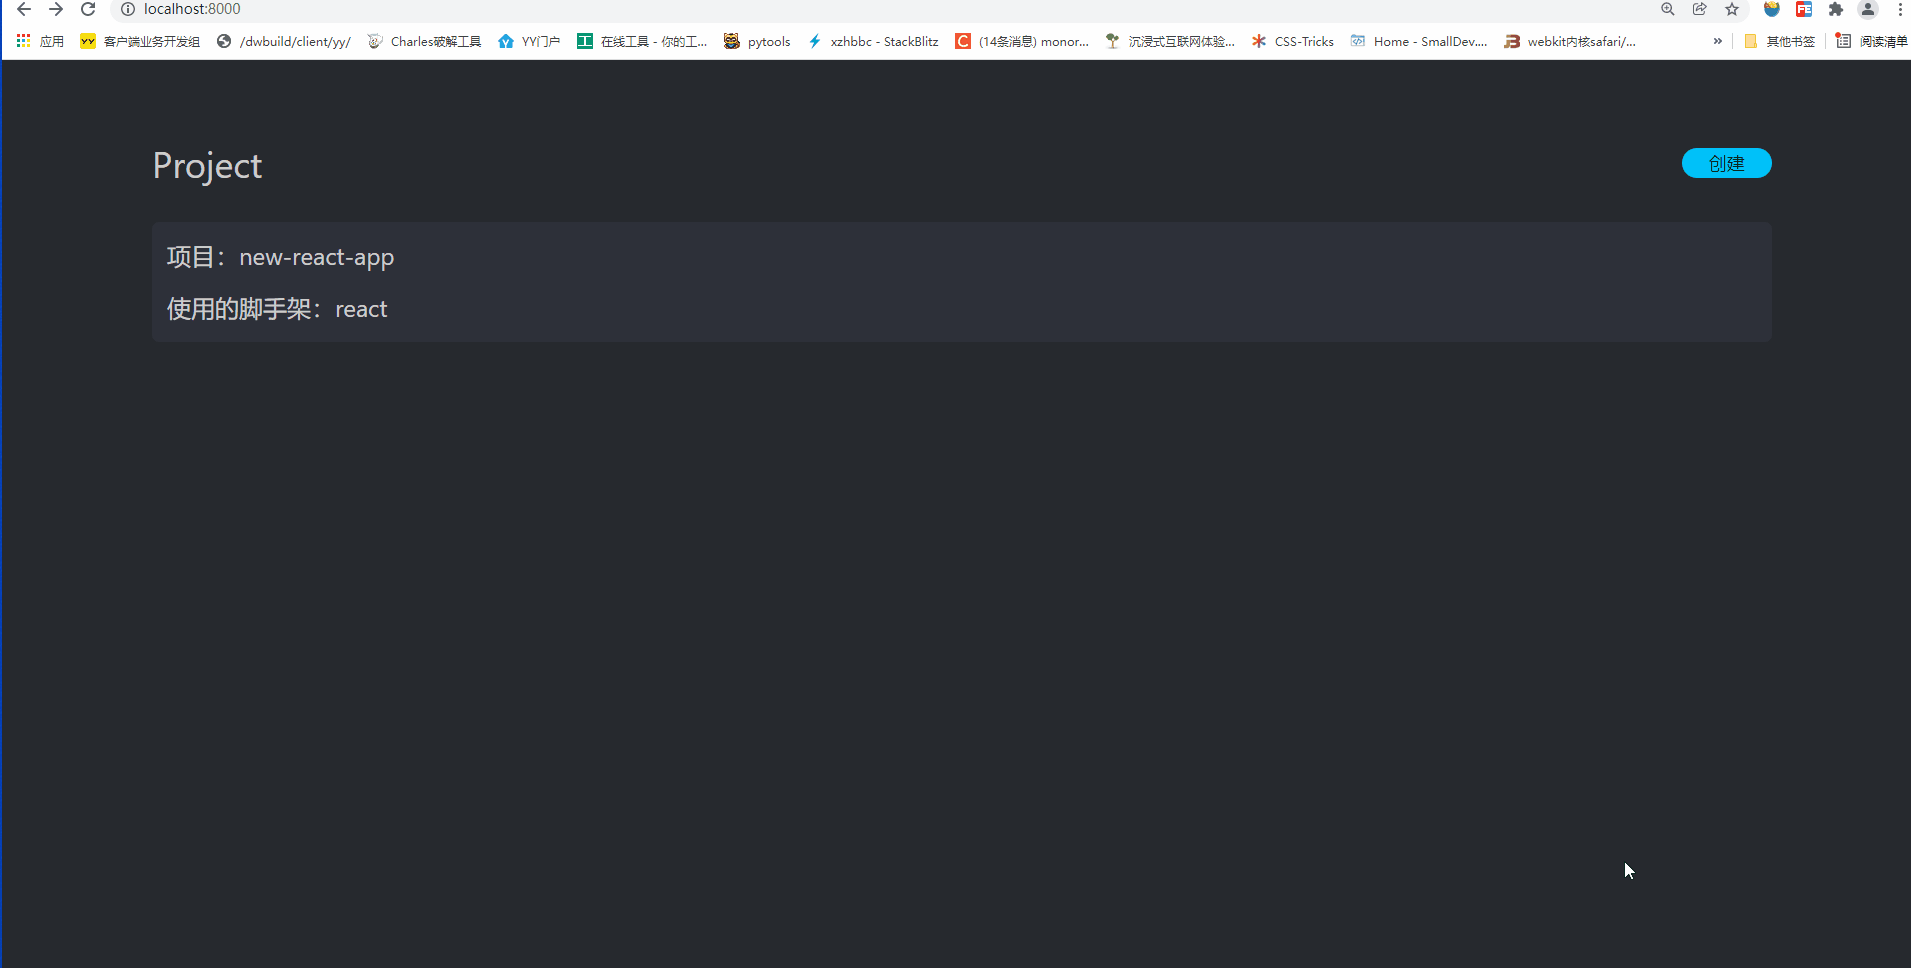 localhost:8000
应用 YY 客户端业务开发组 /dwbuild/client/yy/ Charles破解工具 YY门户 工 在线工具 - 你的工... pytools xzhbbc - StackBlitz C (14条消息) monor... 沉浸式互联网体验... CSS-Tricks Home - SmallDev.... webkit内核safari/... » 其他书签 阅读清单
Project
创建
项目：new-react-app
使用的脚手架：react